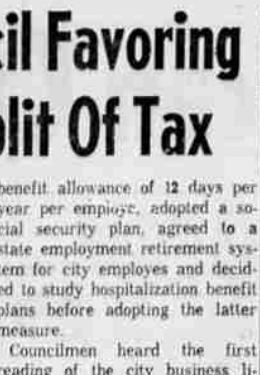 cil Favoring
plit Of Tax
benefit allowance of 12 days per
year per employe, adopted a so-
cial security plan, agreed to a
state employment retirement sys-
tem for city employes and decid-
ed to study hospitalization benefit
plans before adopting the latter
measure.
Councilmen heard the first
reading of the city business li-